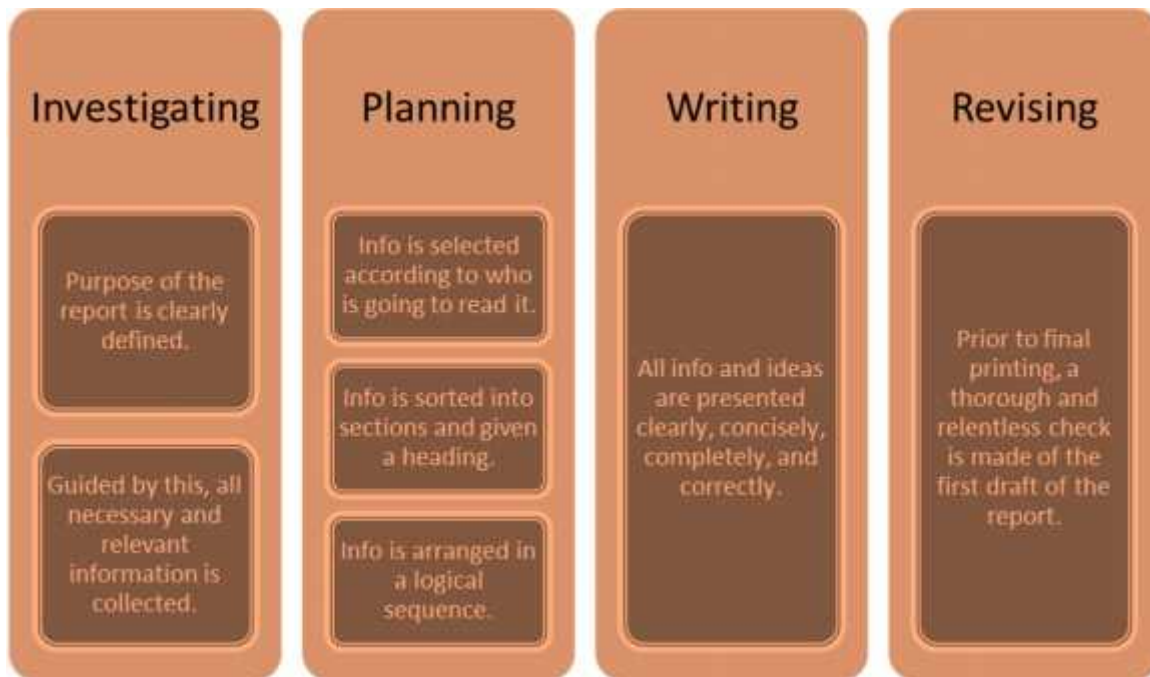 Investigating
Purpose of the
report is clearly
defined.
Guided by this, all
necessary and
relevant
information is
collected.
Planning
Info is selected
according to who
is going to read it.
Info is sorted into
sections and given
a heading.
Info is arranged in
a logical
sequence.
Writing
All info and ideas
are presented
clearly, concisely,
completely, and
correctly.
Revising
Prior to final
printing, a
thorough and
relentless check
is made of the
first draft of the
report.